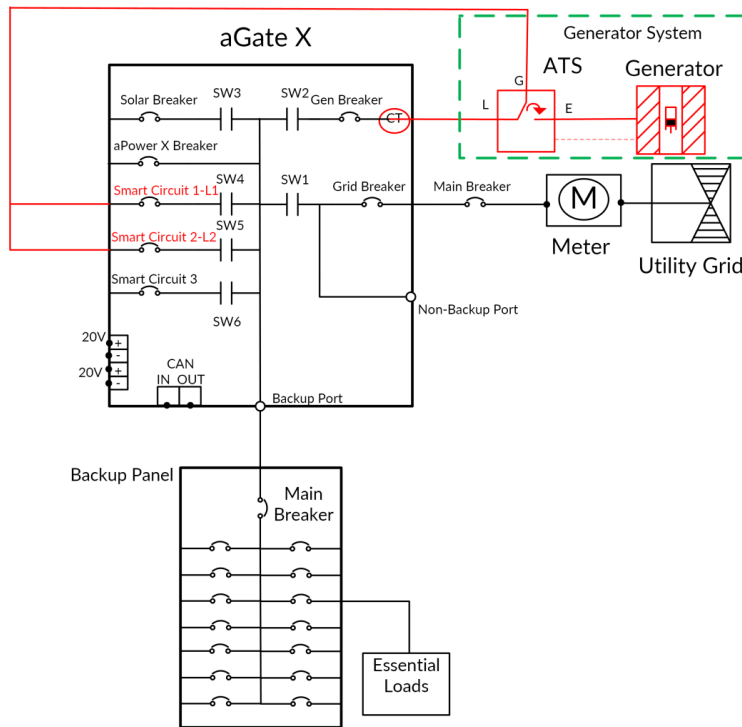 aGate X
Generator System
ATS
Generator
G
L
E
SW3
SW2
Solar Breaker
Gen Breaker
CT
aPower X Breaker
Smart Circuit 1-L1
SW4
SW1
Grid Breaker
Main Breaker
M
Meter
Utility Grid
Smart Circuit 2-L2
SW5
Smart Circuit 3
SW6
Non-Backup Port
20V
+
-
20V
+
-
CAN
IN OUT
Backup Port
Backup Panel
Main
Breaker
Essential
Loads